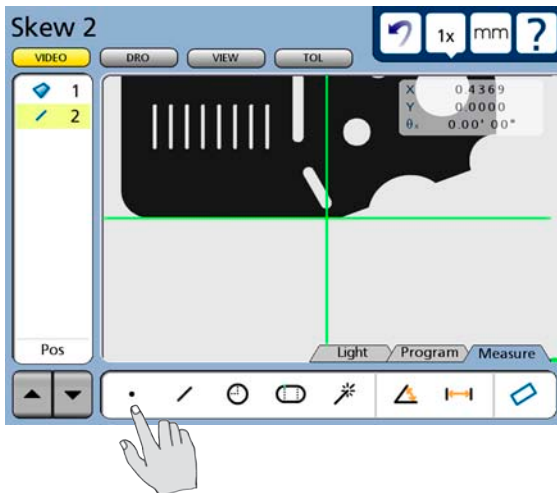 Skew 2
1x mm ?
VIDEO DRO VIEW TOL
1
2
X 0.4369
Y 0.0000
θx 0.00' 00"
Pos
Light Program Measure